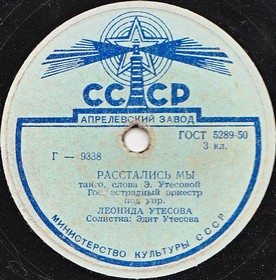 СССР
АПРЕЛЕВСКИЙ ЗАВОД
ГОСТ 5289-50
3 кл.
Г — 9338
РАССТАЛИСЬ МЫ
танго, слова Э. Утесовой
Гос. эстрадный оркестр
под упр.
ЛЕОНИДА УТЕСОВА
Солистка: Эдит Утесова
МИНИСТЕРСТВО КУЛЬТУРЫ СССР